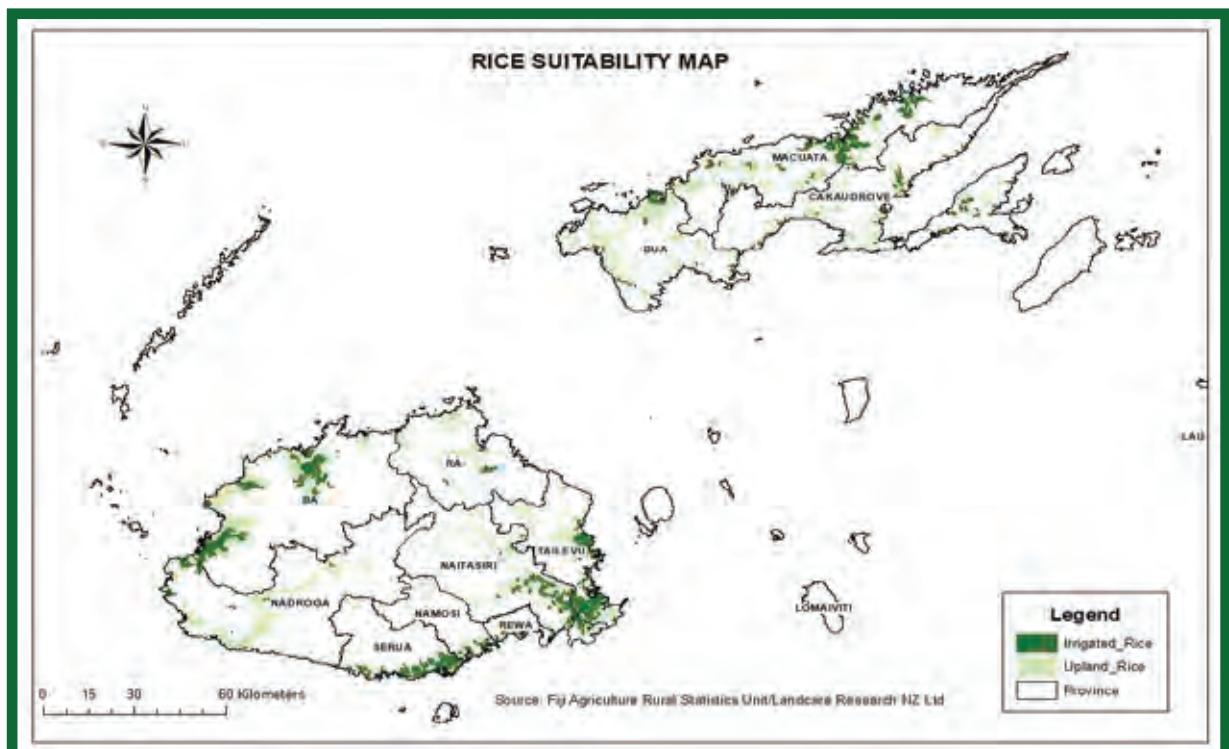 RICE SUITABILITY MAP
N
MACUATA
CAKAUDROVE
BUA
LAU
RA
BA
TAILEVU
NAITASIRI
NADROGA
NAMOSI
REWA
SERUA
LOMAIVITI
Legend
Irrigated_Rice
Upland_Rice
Province
0 15 30 60 Kilometers
Source: Fiji Agriculture Rural Statistics Unit/Landcare Research NZ Ltd